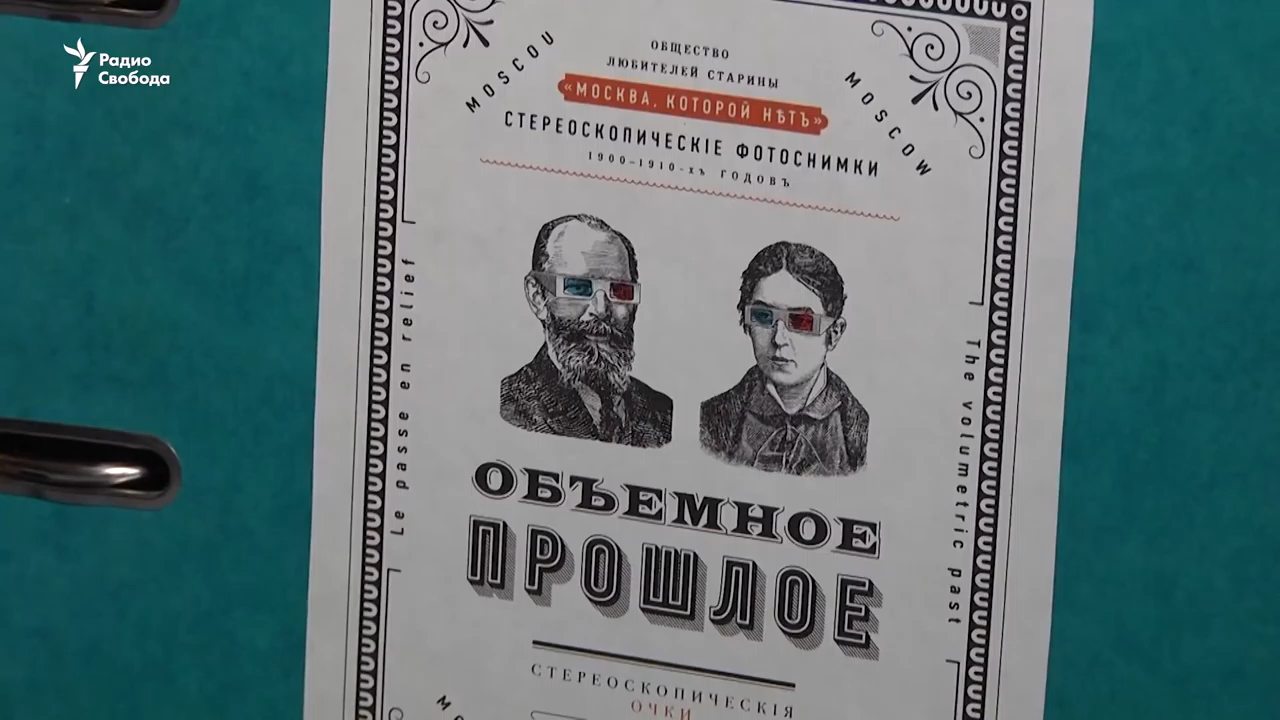 Радио
Свобода
MOSCOU
ОБЩЕСТВО
ЛЮБИТЕЛЕЙ СТАРИНЫ
«МОСКВА, КОТОРОЙ НѢТЪ»
СТЕРЕОСКОПИЧЕСКІЕ ФОТОСНИМКИ
1900-1910-хъ ГОДОВЪ
MOSCOW
Le passe en relief
The volumetric past
ОБЪЕМНОЕ
ПРОШЛОЕ
СТЕРЕОСКОПИЧЕСКІЯ
ОЧКИ